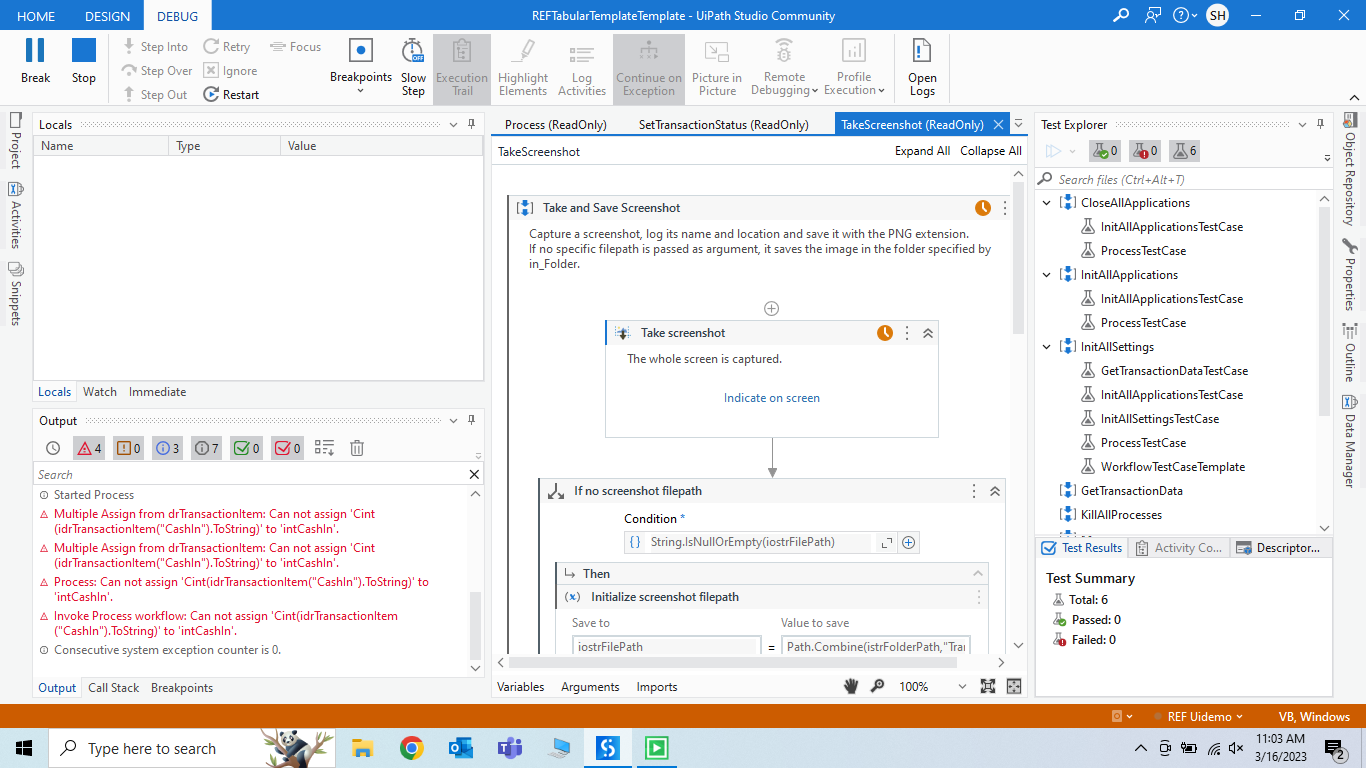 HOME
DESIGN
DEBUG
REFTabularTemplateTemplate - UiPath Studio Community
SH
Break
Stop
Step Into
Step Over
Step Out
Retry
Ignore
Restart
Focus
Breakpoints
Slow
Step
OFF
Execution
Trail
Highlight
Elements
Log
Activities
Continue on
Exception
Picture in
Picture
Remote
Debugging
Profile
Execution
Open
Logs
Project
Activities
Snippets
Locals
Name
Type
Value
Locals
Watch
Immediate
Output
4
0
3
7
0
0
Search
Started Process
Multiple Assign from drTransactionItem: Can not assign 'Cint
(idrTransactionItem("CashIn").ToString)' to 'intCashIn'.
Multiple Assign from drTransactionItem: Can not assign 'Cint
(idrTransactionItem("CashIn").ToString)' to 'intCashIn'.
Process: Can not assign 'Cint(idrTransactionItem("CashIn").ToString)' to
'intCashIn'.
Invoke Process workflow: Can not assign 'Cint(idrTransactionItem
("CashIn").ToString)' to 'intCashIn'.
Consecutive system exception counter is 0.
Output
Call Stack
Breakpoints
Process (ReadOnly)
SetTransactionStatus (ReadOnly)
TakeScreenshot (ReadOnly)
TakeScreenshot
Expand All
Collapse All
Take and Save Screenshot
Capture a screenshot, log its name and location and save it with the PNG extension.
If no specific filepath is passed as argument, it saves the image in the folder specified by
in_Folder.
Take screenshot
The whole screen is captured.
Indicate on screen
If no screenshot filepath
Condition *
String.IsNullOrEmpty(iostrFilePath)
Then
Initialize screenshot filepath
Save to
Value to save
iostrFilePath
=
Path.Combine(istrFolderPath,"Tra
Variables
Arguments
Imports
100%
Test Explorer
0
0
6
Search files (Ctrl+Alt+T)
CloseAllApplications
InitAllApplicationsTestCase
ProcessTestCase
InitAllApplications
InitAllApplicationsTestCase
ProcessTestCase
InitAllSettings
GetTransactionDataTestCase
InitAllApplicationsTestCase
InitAllSettingsTestCase
ProcessTestCase
WorkflowTestCaseTemplate
GetTransactionData
KillAllProcesses
Test Results
Activity Co...
Descriptor...
Test Summary
Total: 6
Passed: 0
Failed: 0
Object Repository
Properties
Outline
Data Manager
REF Uidemo
VB, Windows
Type here to search
11:03 AM
3/16/2023
2